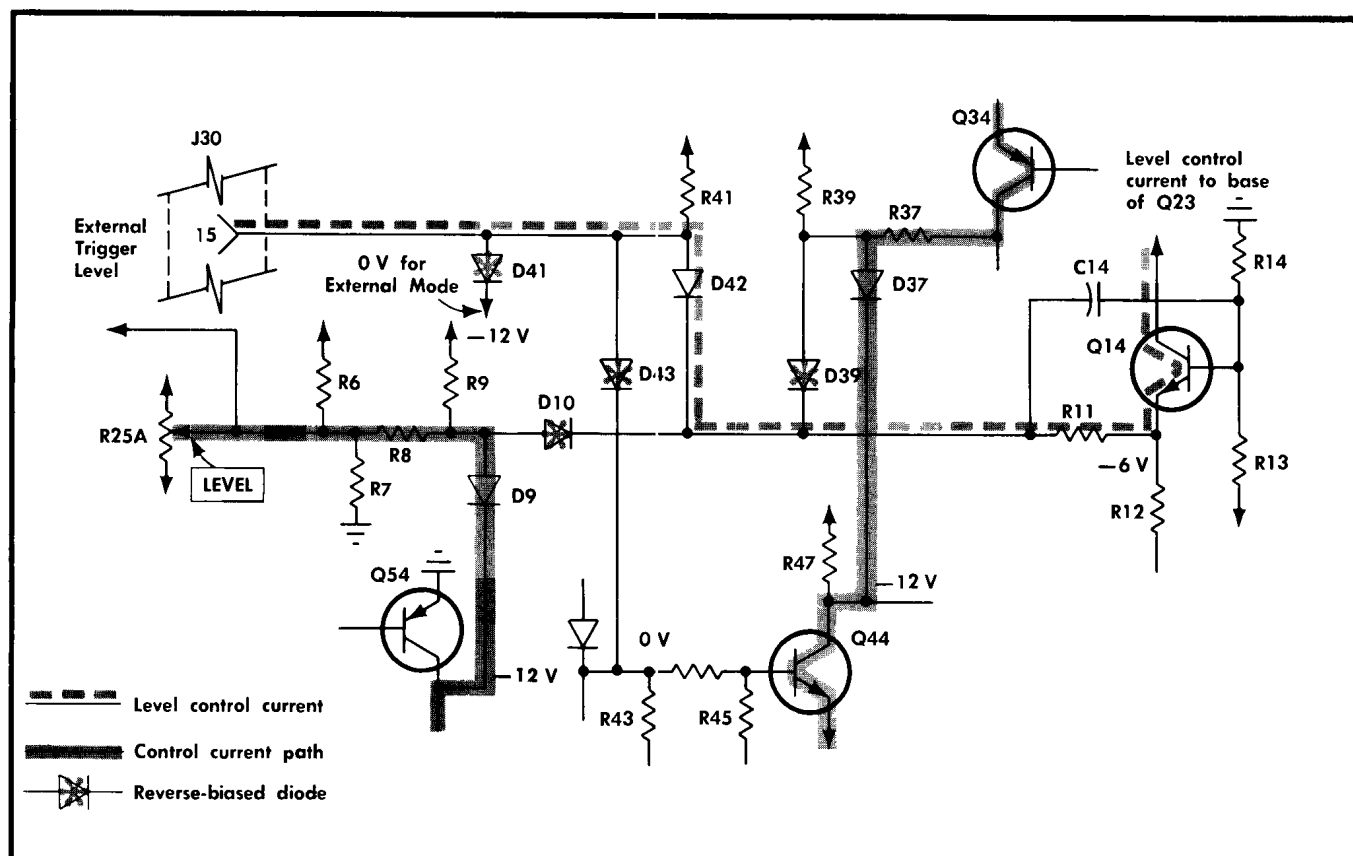 Q34
J30
Level control
current to base
of Q23
R41
R39
R37
External
Trigger
Level
15
R14
0 V for
External Mode
D41
D42
D37
C14
–12 V
Q14
R6
R9
D43
D39
D10
R11
R25A
R8
–6 V
R13
LEVEL
R7
D9
R12
R47
–12 V
Q54
0 V
Q44
–12 V
Level control current
R43
R45
Control current path
Reverse-biased diode